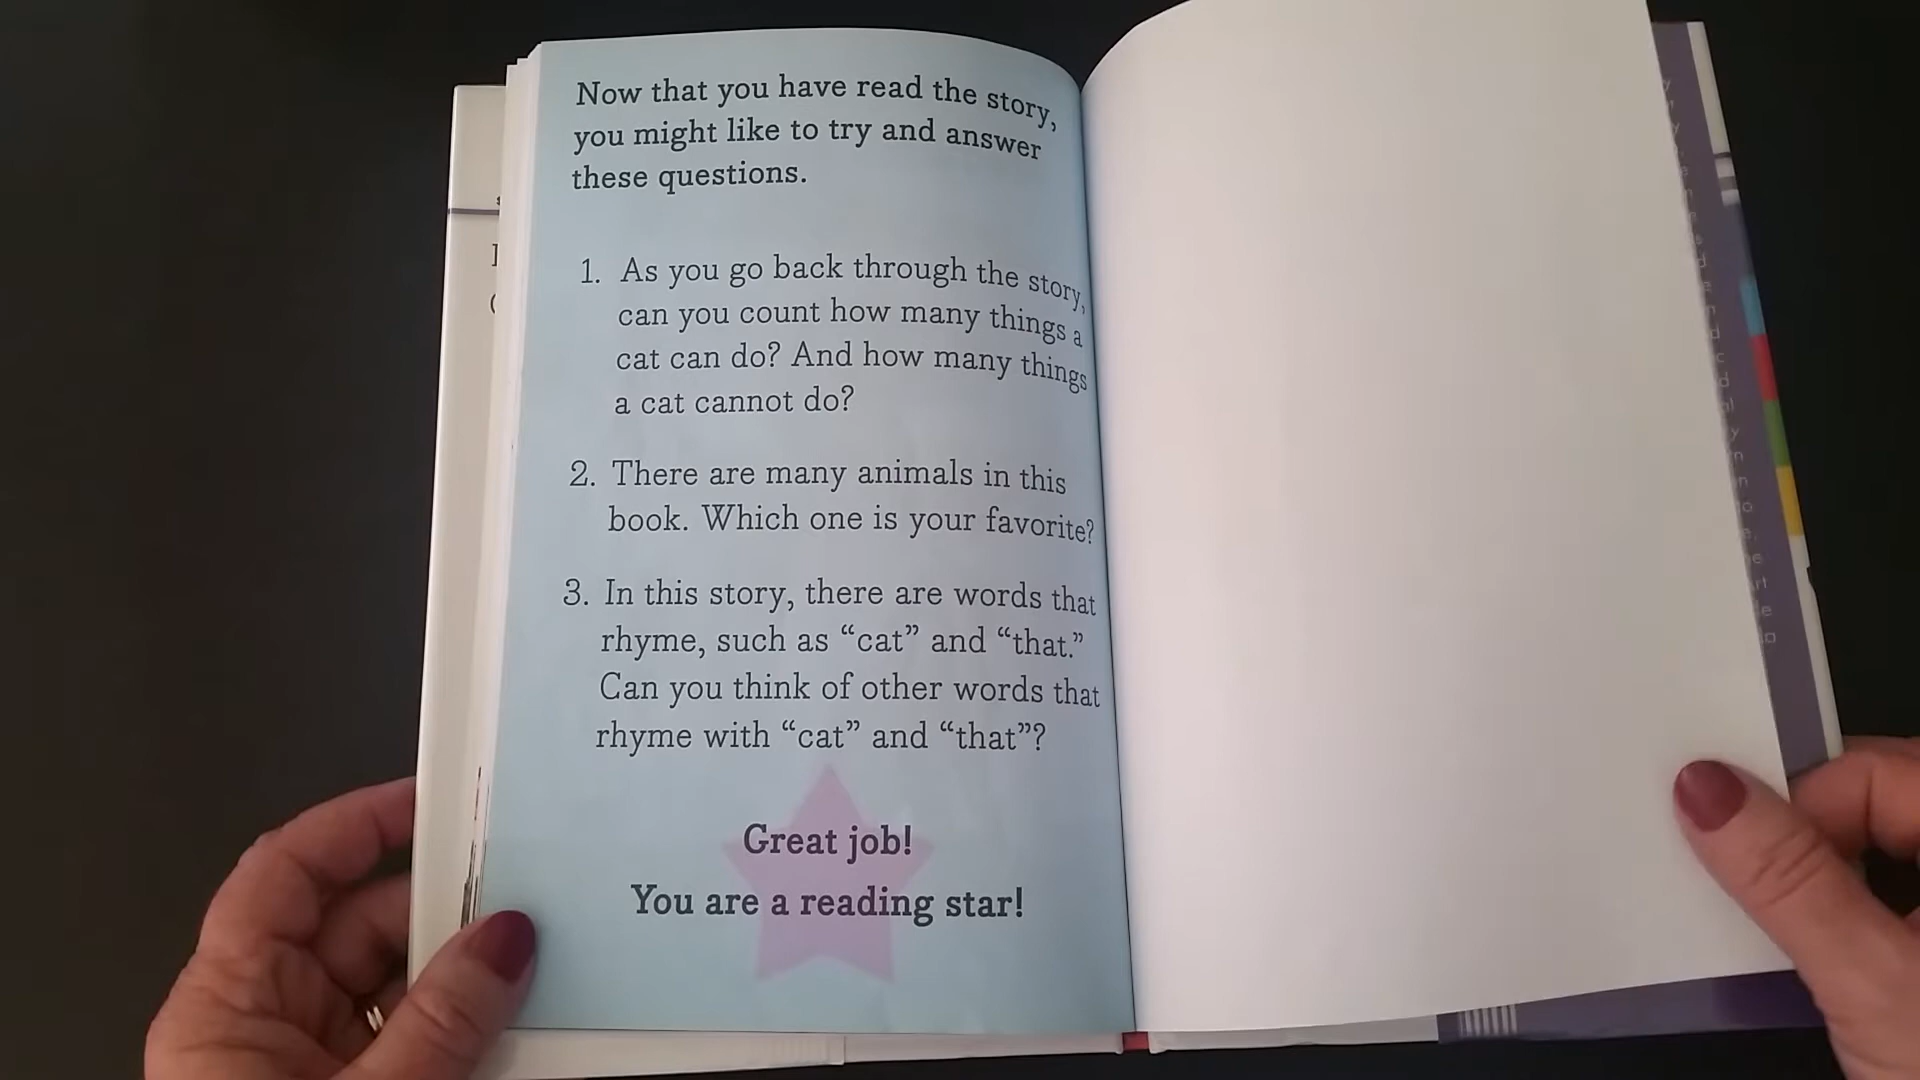 Now that you have read the story,
you might like to try and answer
these questions.
1. As you go back through the story,
can you count how many things a
cat can do? And how many things
a cat cannot do?
2. There are many animals in this
book. Which one is your favorite?
3. In this story, there are words that
rhyme, such as “cat” and “that.”
Can you think of other words that
rhyme with “cat” and “that”?
Great job!
You are a reading star!